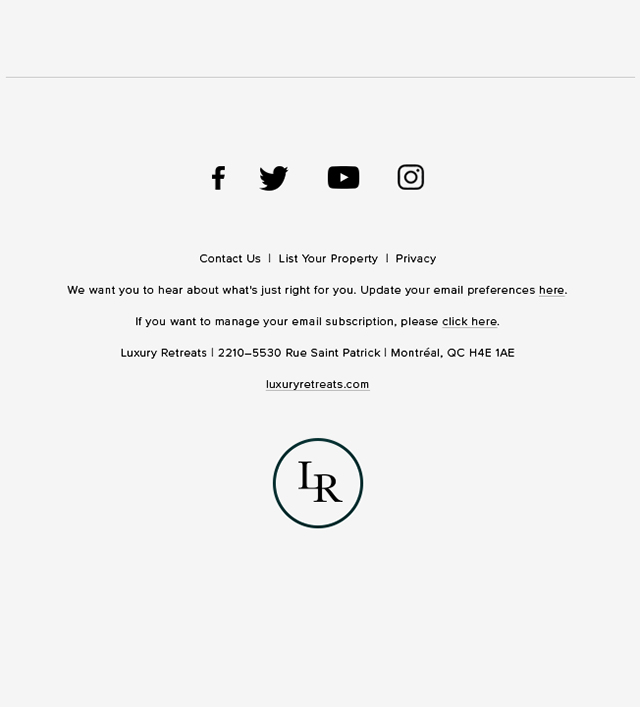 Contact Us | List Your Property | Privacy
We want you to hear about what's just right for you. Update your email preferences here.
If you want to manage your email subscription, please click here.
Luxury Retreats | 2210–5530 Rue Saint Patrick | Montréal, QC H4E 1AE
luxuryretreats.com
LR